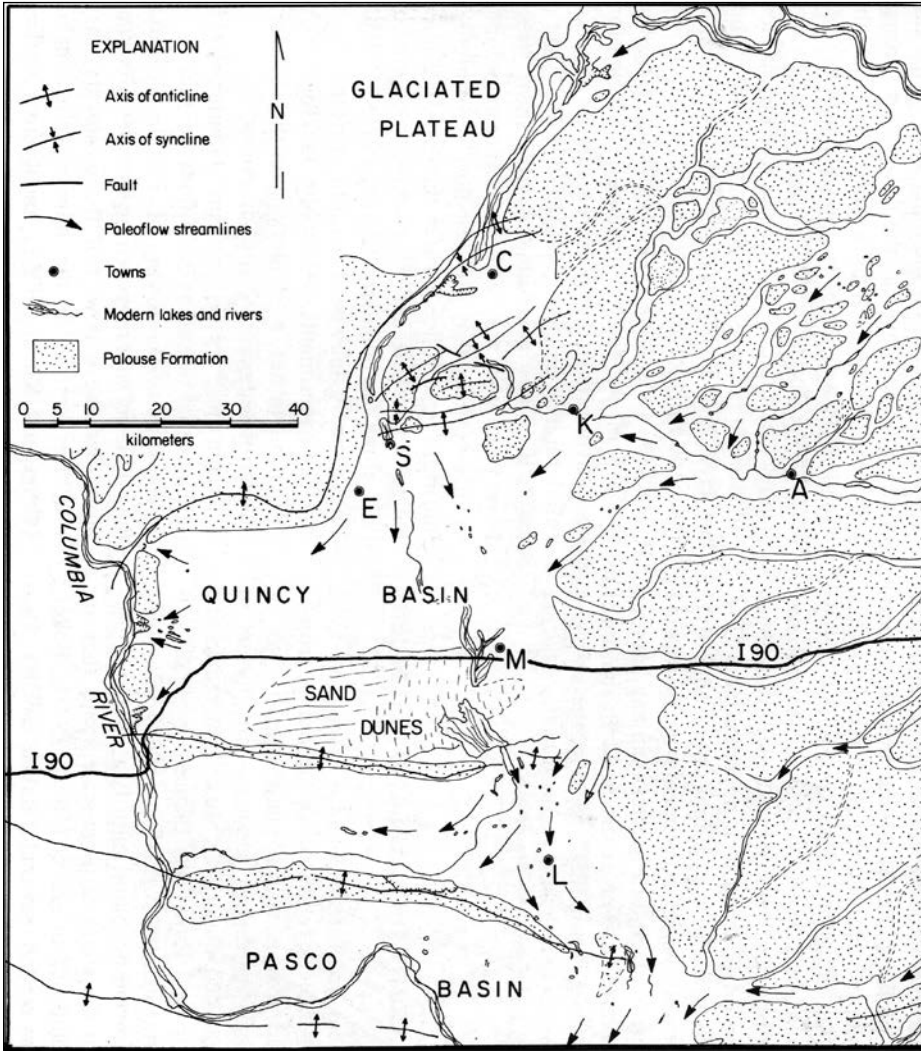 EXPLANATION
Axis of anticline
Axis of syncline
Fault
Paleoflow streamlines
Towns
Modern lakes and rivers
Palouse Formation
0 5 10 20 30 40
kilometers
N
GLACIATED
PLATEAU
C
K
S
A
E
COLUMBIA
RIVER
QUINCY BASIN
M
I90
SAND
DUNES
I90
L
PASCO
BASIN